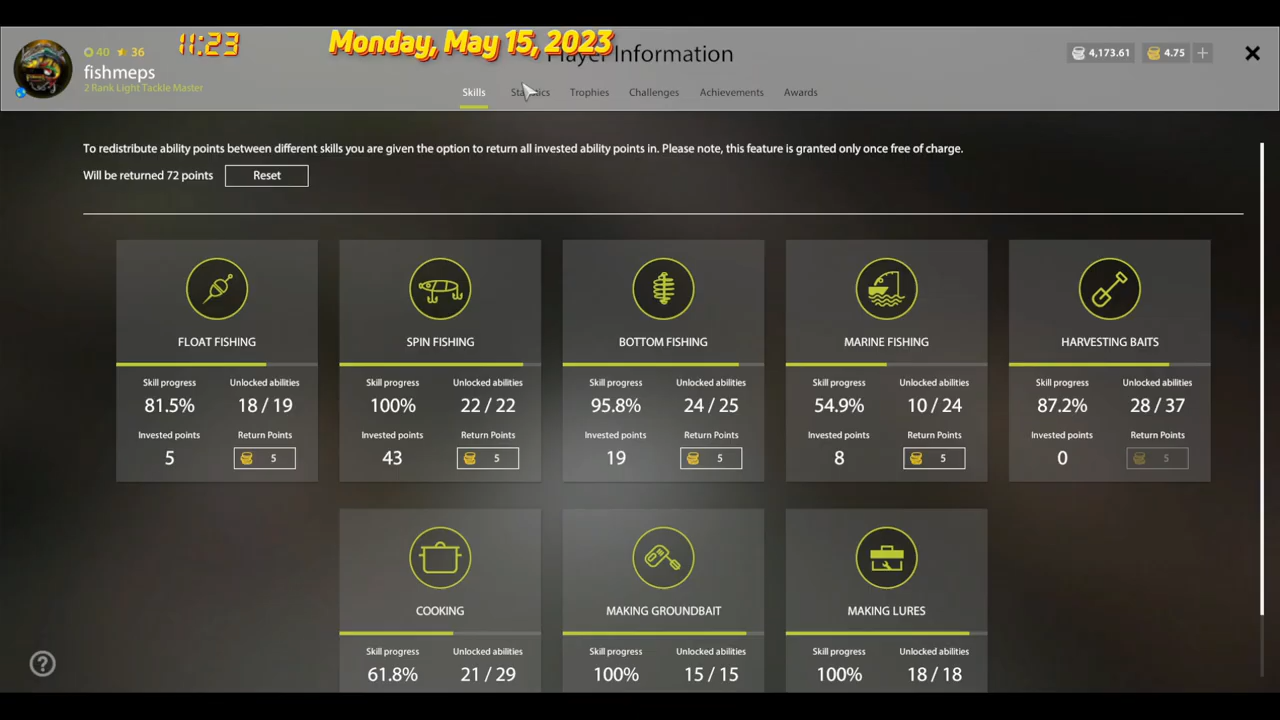 40 36
11:23
Monday, May 15, 2023
Player Information
4,173.61
4.75
fishmeps
2 Rank Light Tackle Master
Skills Statistics Trophies Challenges Achievements Awards
To redistribute ability points between different skills you are given the option to return all invested ability points in. Please note, this feature is granted only once free of charge.
Will be returned 72 points Reset
FLOAT FISHING SPIN FISHING BOTTOM FISHING MARINE FISHING HARVESTING BAITS
Skill progress Unlocked abilities Skill progress Unlocked abilities Skill progress Unlocked abilities Skill progress Unlocked abilities Skill progress Unlocked abilities
81.5% 18 / 19 100% 22 / 22 95.8% 24 / 25 54.9% 10 / 24 87.2% 28 / 37
Invested points Return Points Invested points Return Points Invested points Return Points Invested points Return Points Invested points Return Points
5 5 43 5 19 5 8 5 0 5
COOKING MAKING GROUNDBAIT MAKING LURES
Skill progress Unlocked abilities Skill progress Unlocked abilities Skill progress Unlocked abilities
61.8% 21 / 29 100% 15 / 15 100% 18 / 18
?